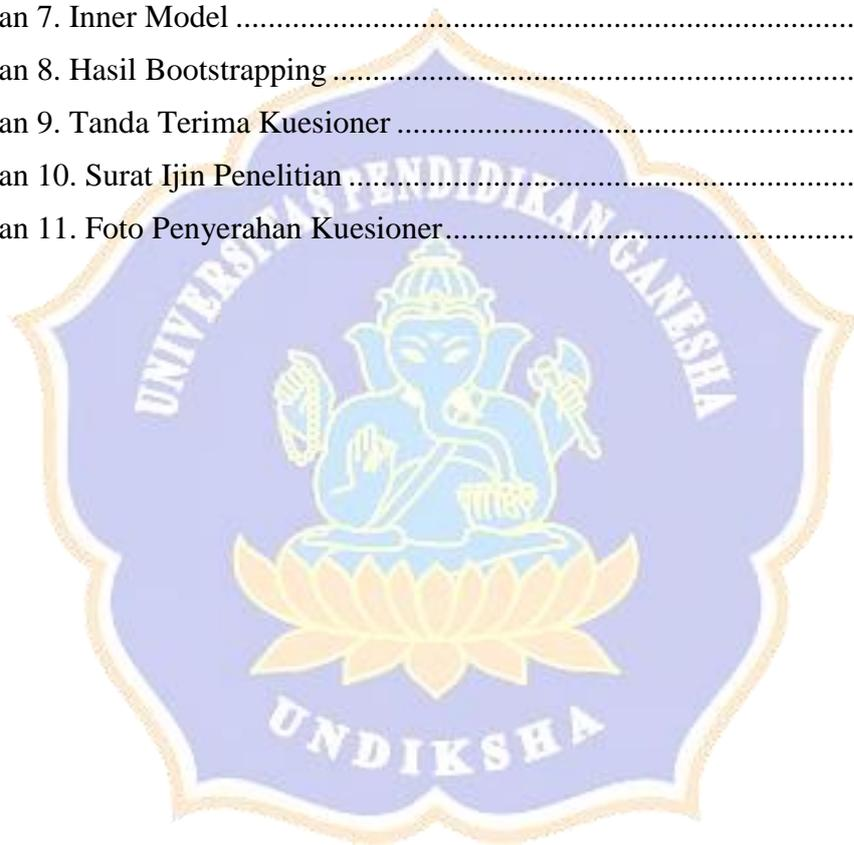 an 7. Inner Model ..........................................................................
an 8. Hasil Bootstrapping ..............................................................
an 9. Tanda Terima Kuesioner ......................................................
an 10. Surat Ijin Penelitian ............................................................
an 11. Foto Penyerahan Kuesioner.................................................
UNIVERSITAS PENDIDIKAN GANESHA
UNDIKSHA